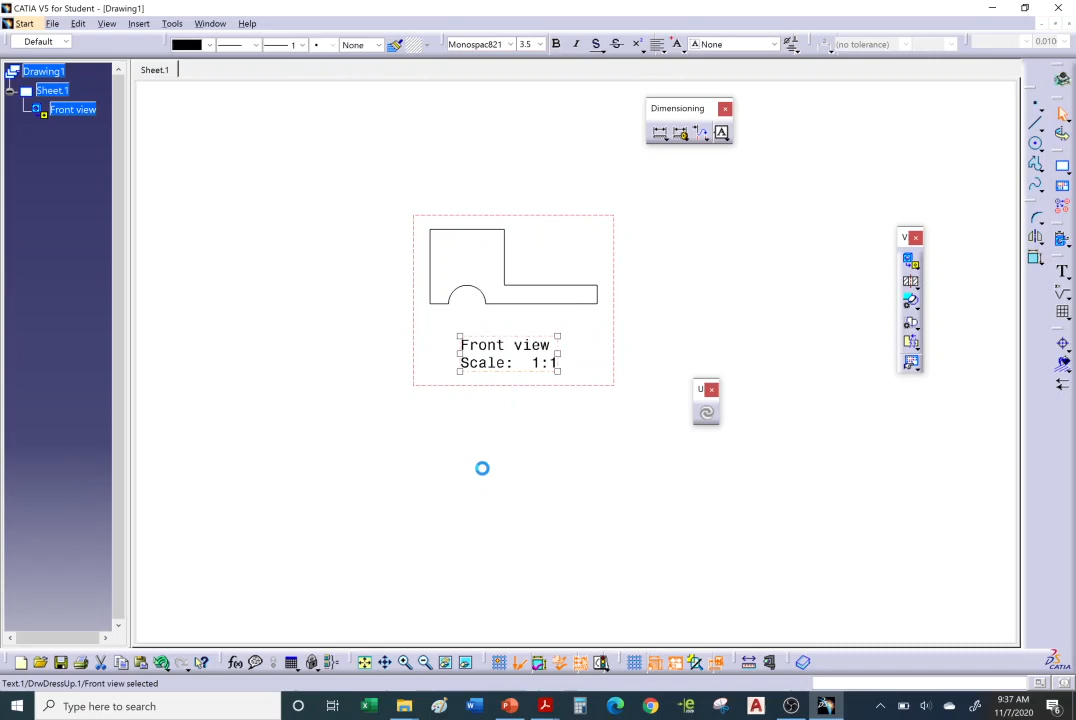 CATIA V5 for Student - [Drawing1]
Start File Edit View Insert Tools Window Help
Default
1
None
Monospac821
3.5
B I S S
None
(no tolerance)
0.010
Drawing1
Sheet.1
Front view
Sheet.1
Dimensioning
Front view
Scale: 1:1
V
U
Text.1/DrwDressUp.1/Front view selected
Type here to search
9:37 AM
11/7/2020
6